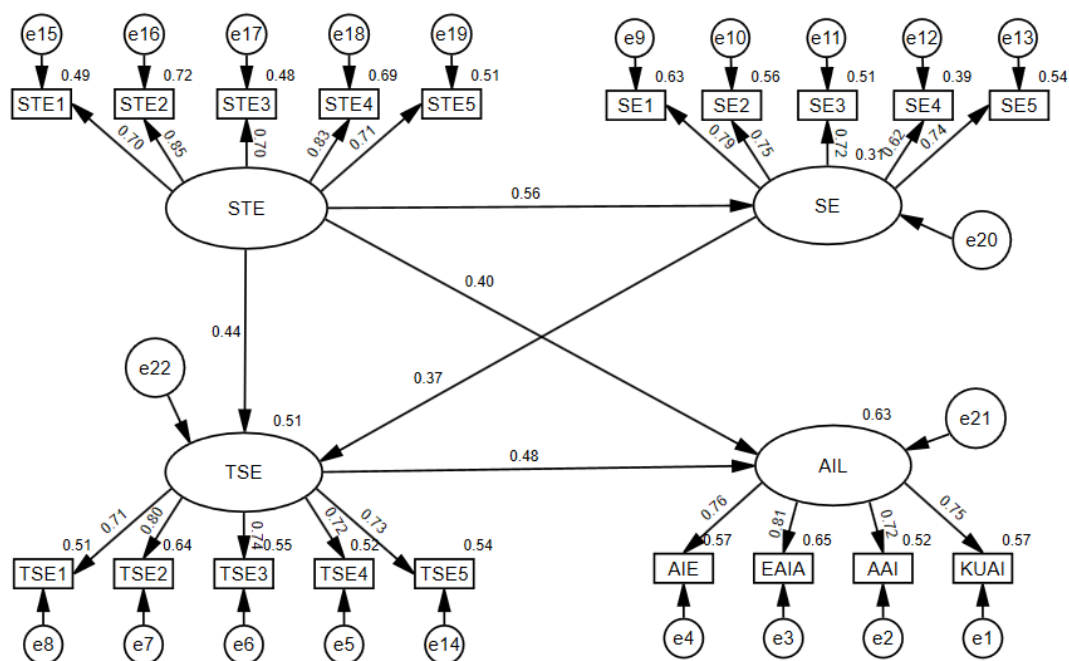 e15 e16 e17 e18 e19
0.49 0.72 0.48 0.69 0.51
STE1 STE2 STE3 STE4 STE5
0.70 0.85 0.70 0.83 0.71
STE
e9 e10 e11 e12 e13
0.63 0.56 0.51 0.39 0.54
SE1 SE2 SE3 SE4 SE5
0.79 0.75 0.72 0.62 0.74
0.31
SE
e20
0.56
0.40
0.44
0.37
e22
0.51
TSE
0.48
0.63
AIL
e21
0.71 0.80 0.74 0.72 0.73
0.51 0.64 0.55 0.52 0.54
TSE1 TSE2 TSE3 TSE4 TSE5
e8 e7 e6 e5 e14
0.76 0.81 0.72 0.75
0.57 0.65 0.52 0.57
AIE EAIA AAI KUAI
e4 e3 e2 e1